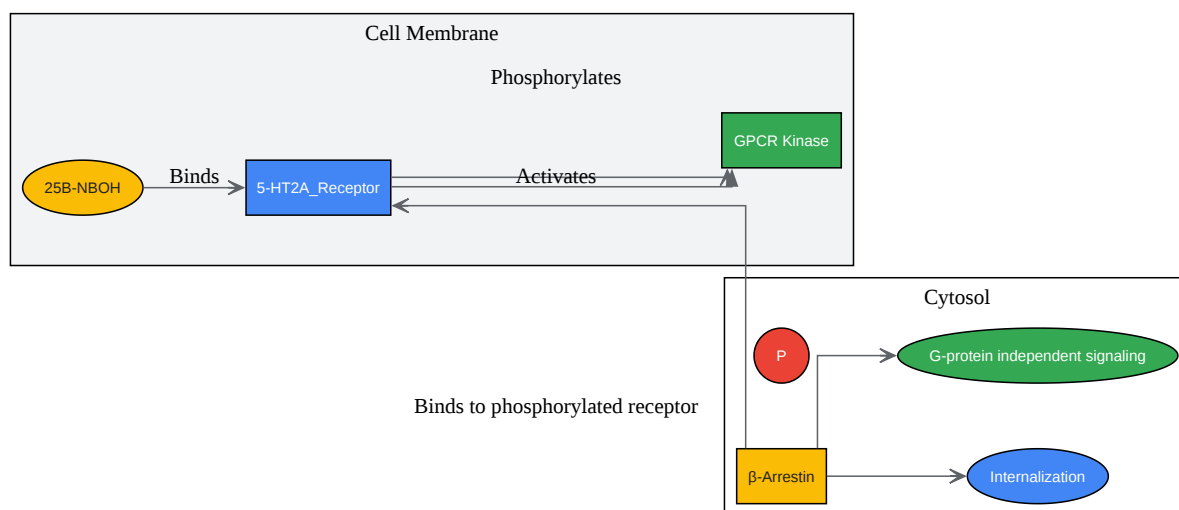 Cell Membrane
Phosphorylates
GPCR Kinase
25B-NBOH
Binds
5-HT2A_Receptor
Activates
Cytosol
P
G-protein independent signaling
Binds to phosphorylated receptor
β-Arrestin
Internalization